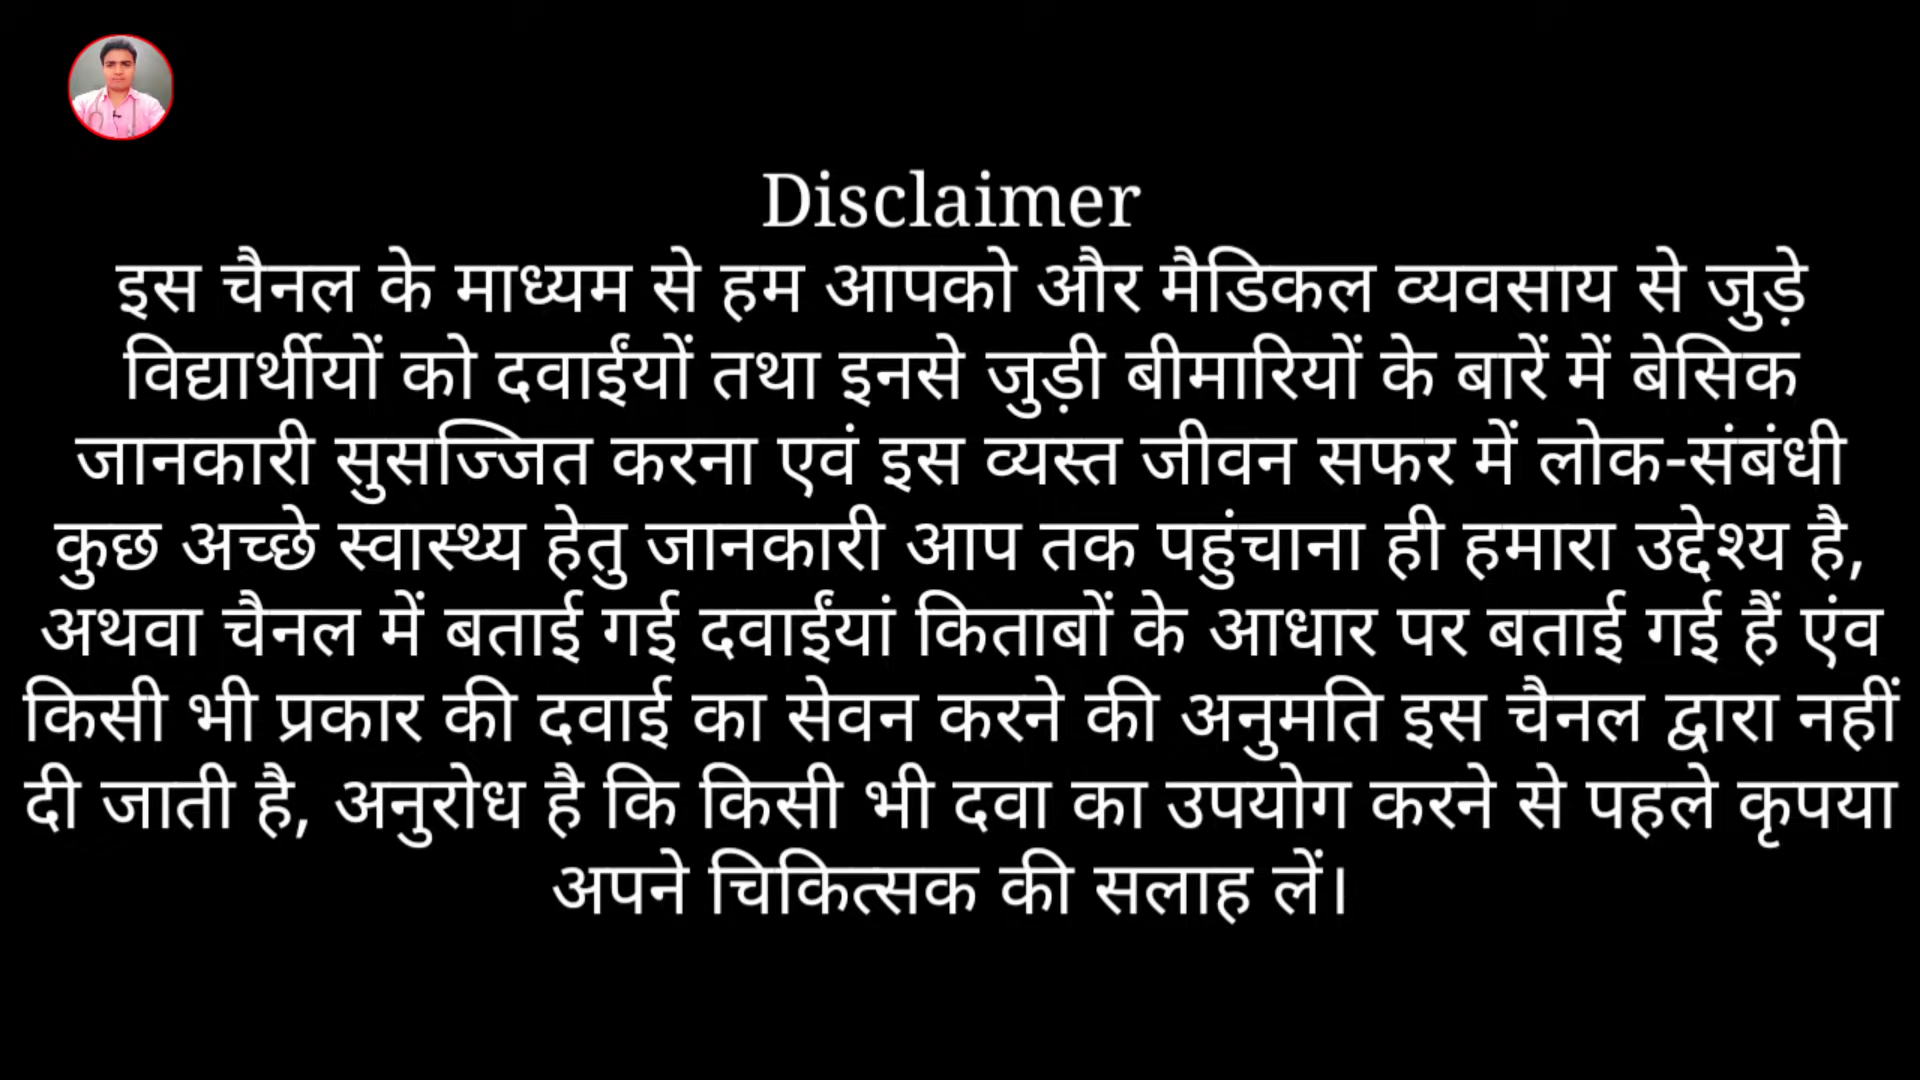 Disclaimer
इस चैनल के माध्यम से हम आपको और मैडिकल व्यवसाय से जुड़े
विद्यार्थीयों को दवाईंयों तथा इनसे जुड़ी बीमारियों के बारें में बेसिक
जानकारी सुसज्जित करना एवं इस व्यस्त जीवन सफर में लोक-संबंधी
कुछ अच्छे स्वास्थ्य हेतु जानकारी आप तक पहुंचाना ही हमारा उद्देश्य है,
अथवा चैनल में बताई गई दवाईंयां किताबों के आधार पर बताई गई हैं एंव
किसी भी प्रकार की दवाई का सेवन करने की अनुमति इस चैनल द्वारा नहीं
दी जाती है, अनुरोध है कि किसी भी दवा का उपयोग करने से पहले कृपया
अपने चिकित्सक की सलाह लें।